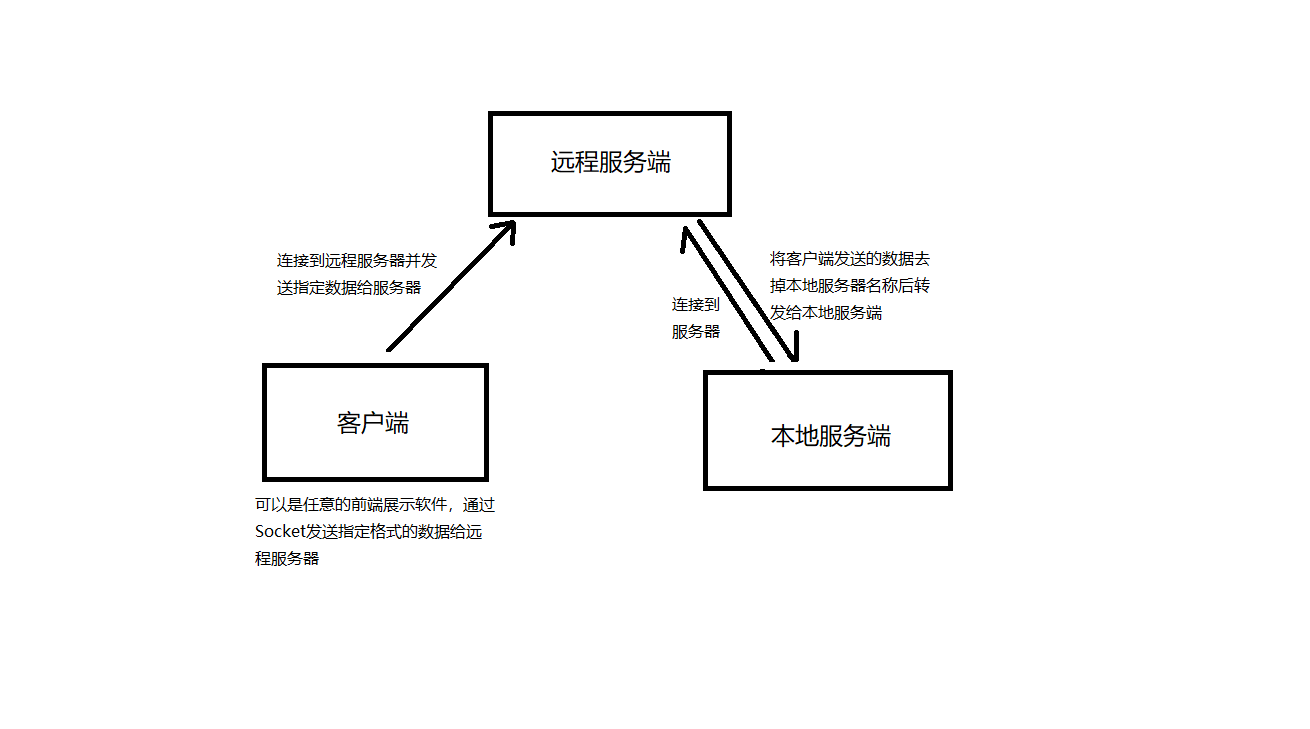 远程服务端
连接到远程服务器并发
送指定数据给服务器
将客户端发送的数据去
掉本地服务器名称后转
发给本地服务端
连接到
服务器
客户端
本地服务端
可以是任意的前端展示软件，通过
Socket发送指定格式的数据给远
程服务器